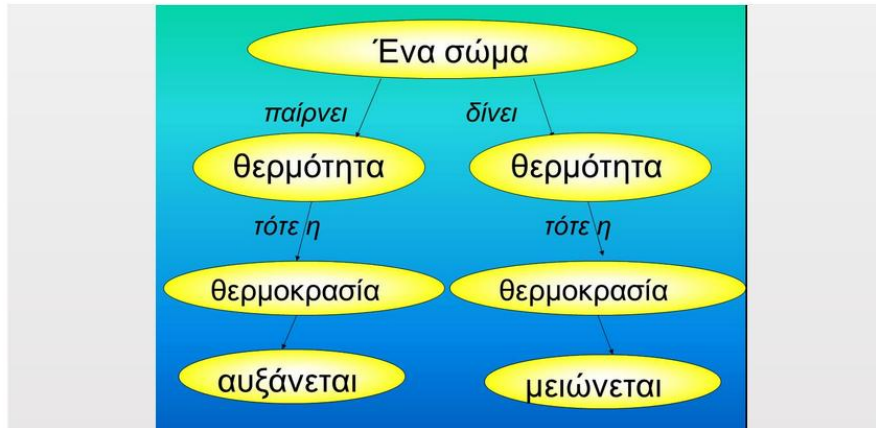 Ένα σώμα
παίρνει δίνει
θερμότητα θερμότητα
τότε η τότε η
θερμοκρασία θερμοκρασία
αυξάνεται μειώνεται